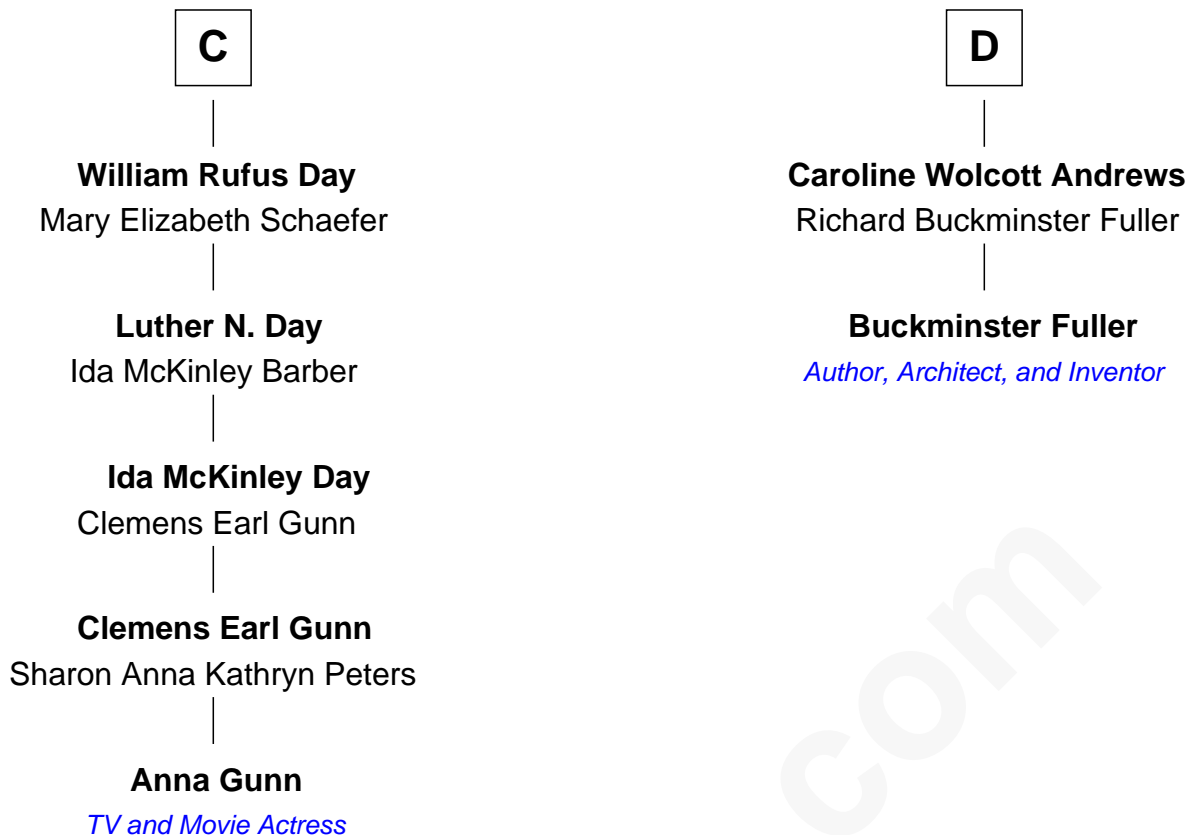 C
William Rufus Day
Mary Elizabeth Schaefer
Luther N. Day
Ida McKinley Barber
Ida McKinley Day
Clemens Earl Gunn
Clemens Earl Gunn
Sharon Anna Kathryn Peters
Anna Gunn
TV and Movie Actress
D
Caroline Wolcott Andrews
Richard Buckminster Fuller
Buckminster Fuller
Author, Architect, and Inventor
com